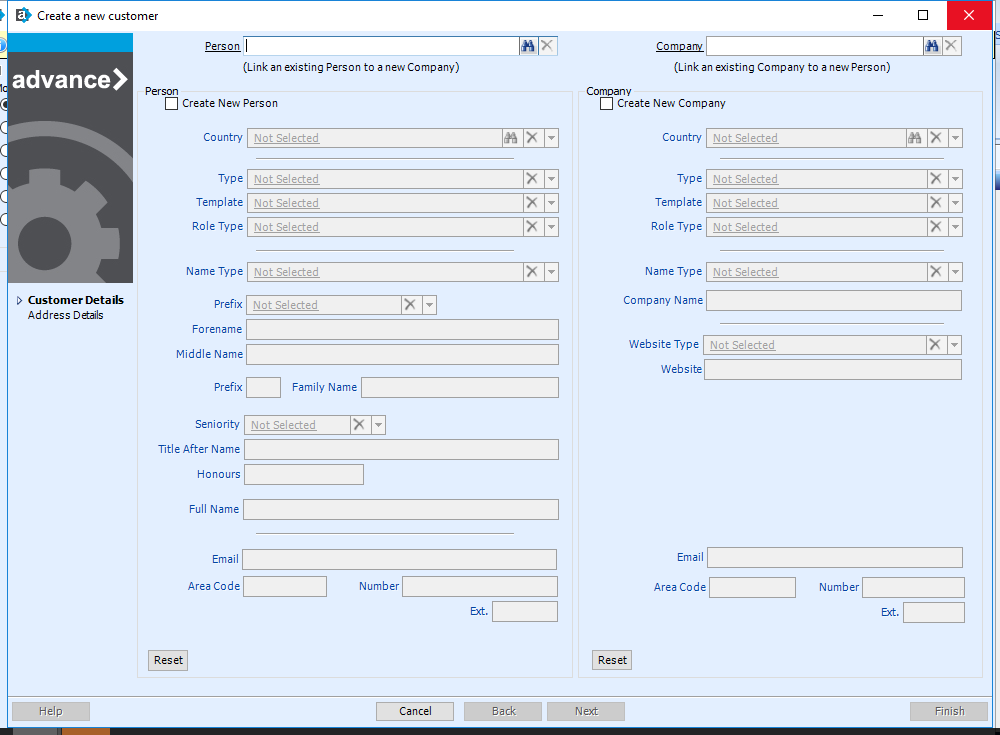 Create a new customer
advance
Customer Details
Address Details
Person
(Link an existing Person to a new Company)
Company
(Link an existing Company to a new Person)
Person
Create New Person
Country Not Selected
Type Not Selected
Template Not Selected
Role Type Not Selected
Name Type Not Selected
Prefix Not Selected
Forename
Middle Name
Prefix Family Name
Seniority Not Selected
Title After Name
Honours
Full Name
Email
Area Code Number
Ext.
Reset
Company
Create New Company
Country Not Selected
Type Not Selected
Template Not Selected
Role Type Not Selected
Name Type Not Selected
Company Name
Website Type Not Selected
Website
Email
Area Code Number
Ext.
Reset
Help Cancel Back Next Finish